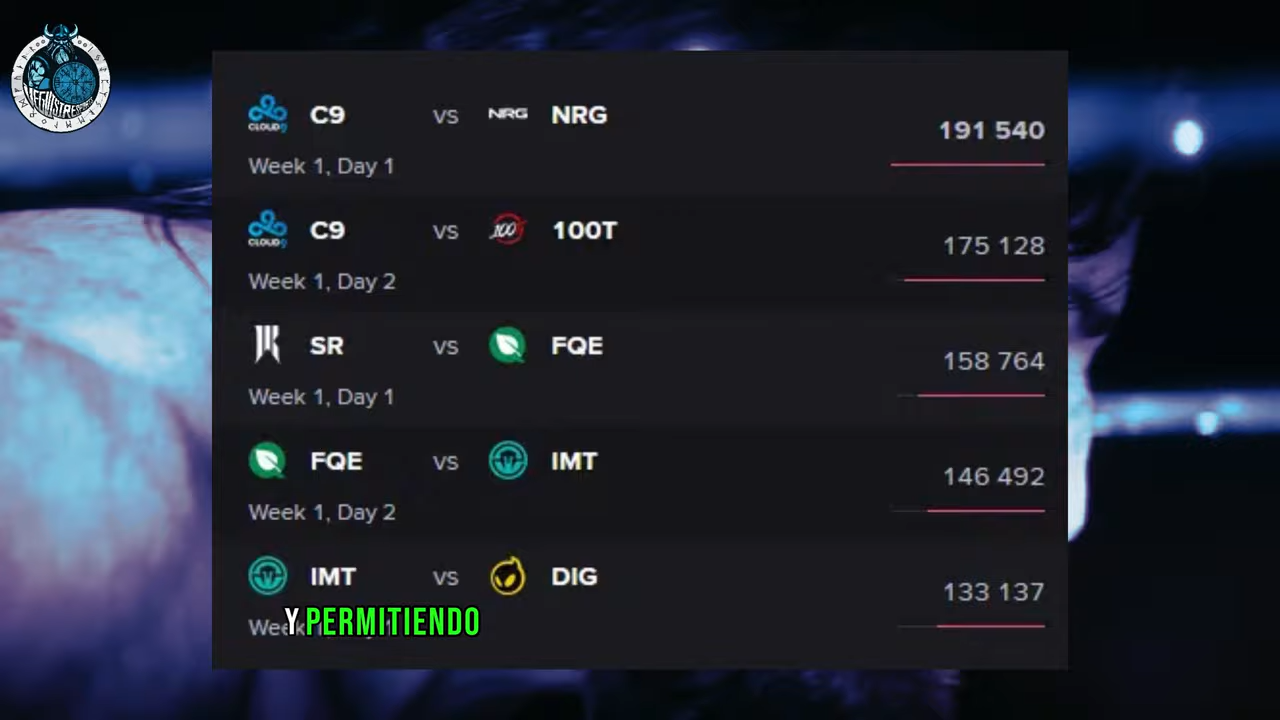 C9 vs NRG NRG
CLOUD9
191 540
Week 1, Day 1
C9 vs 100T
CLOUD9
175 128
Week 1, Day 2
SR vs FQE
158 764
Week 1, Day 1
FQE vs IMT
146 492
Week 1, Day 2
IMT vs DIG
133 137
Y PERMITIENDO